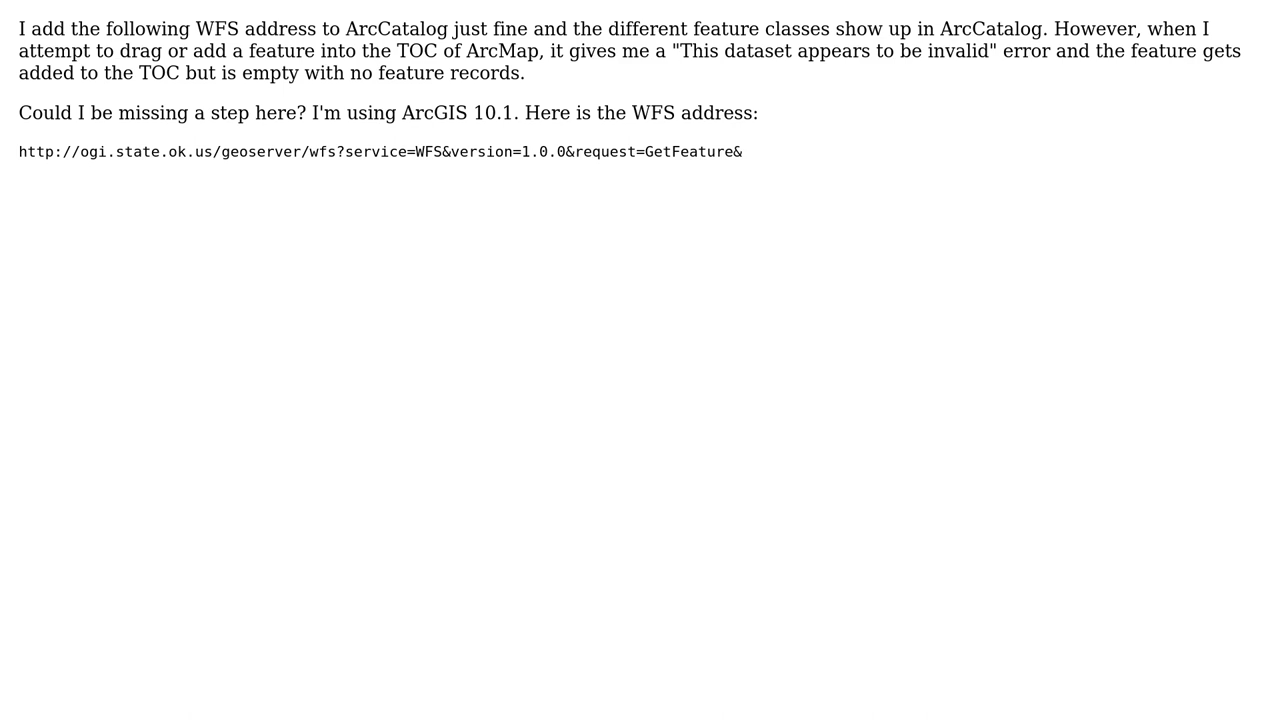 I add the following WFS address to ArcCatalog just fine and the different feature classes show up in ArcCatalog. However, when I
attempt to drag or add a feature into the TOC of ArcMap, it gives me a "This dataset appears to be invalid" error and the feature gets
added to the TOC but is empty with no feature records.
Could I be missing a step here? I'm using ArcGIS 10.1. Here is the WFS address:
http://ogi.state.ok.us/geoserver/wfs?service=WFS&version=1.0.0&request=GetFeature&